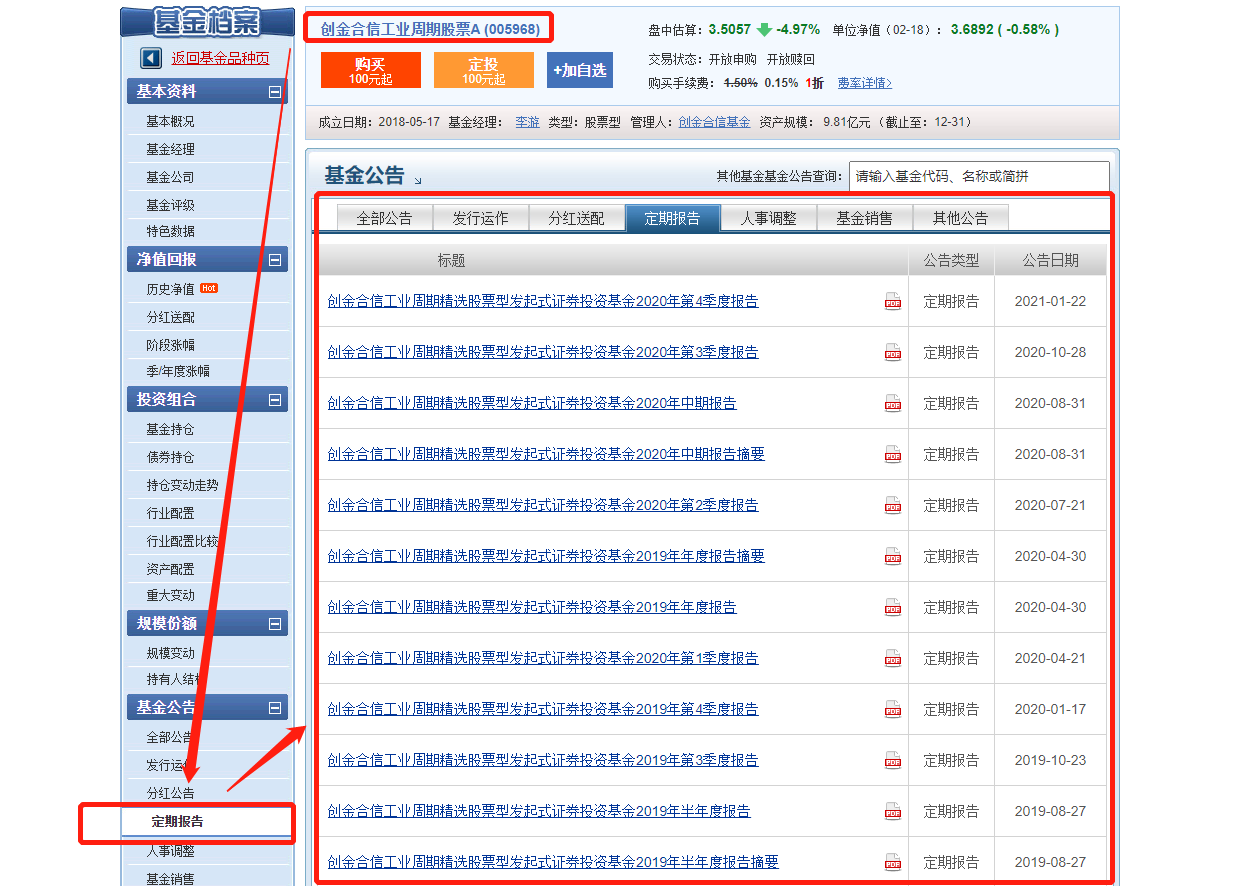 基金档案
返回基金品种页
基本资料
基本概况
基金经理
基金公司
基金评级
特色数据
净值回报
历史净值 Hot
分红送配
阶段涨幅
季/年度涨幅
投资组合
基金持仓
债券持仓
持仓变动走势
行业配置
行业配置比较
资产配置
重大变动
规模份额
规模变动
持有人结构
基金公告
全部公告
发行运作
分红公告
定期报告
人事调整
基金销售
创金合信工业周期股票A (005968)
购买
100元起
定投
100元起
+加自选
盘中估算: 3.5057 -4.97% 单位净值 (02-18) : 3.6892 ( -0.58% )
交易状态: 开放申购 开放赎回
购买手续费: 1.50% 0.15% 1折 费率详情>
成立日期: 2018-05-17 基金经理: 李游 类型: 股票型 管理人: 创金合信基金 资产规模: 9.81亿元 (截止至: 12-31)
基金公告
其他基金基金公告查询: 请输入基金代码、名称或简拼
全部公告 发行运作 分红送配 定期报告 人事调整 基金销售 其他公告
标题 公告类型 公告日期
创金合信工业周期精选股票型发起式证券投资基金2020年第4季度报告 PDF 定期报告 2021-01-22
创金合信工业周期精选股票型发起式证券投资基金2020年第3季度报告 PDF 定期报告 2020-10-28
创金合信工业周期精选股票型发起式证券投资基金2020年中期报告 PDF 定期报告 2020-08-31
创金合信工业周期精选股票型发起式证券投资基金2020年中期报告摘要 PDF 定期报告 2020-08-31
创金合信工业周期精选股票型发起式证券投资基金2020年第2季度报告 PDF 定期报告 2020-07-21
创金合信工业周期精选股票型发起式证券投资基金2019年年度报告摘要 PDF 定期报告 2020-04-30
创金合信工业周期精选股票型发起式证券投资基金2019年年度报告 PDF 定期报告 2020-04-30
创金合信工业周期精选股票型发起式证券投资基金2020年第1季度报告 PDF 定期报告 2020-04-21
创金合信工业周期精选股票型发起式证券投资基金2019年第4季度报告 PDF 定期报告 2020-01-17
创金合信工业周期精选股票型发起式证券投资基金2019年第3季度报告 PDF 定期报告 2019-10-23
创金合信工业周期精选股票型发起式证券投资基金2019年半年度报告 PDF 定期报告 2019-08-27
创金合信工业周期精选股票型发起式证券投资基金2019年半年度报告摘要 PDF 定期报告 2019-08-27